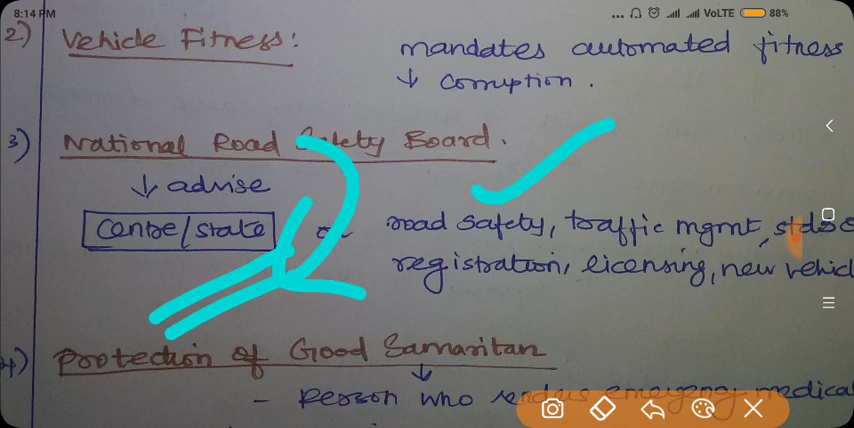 8:14 PM ... VoLTE 88%
2) Vehicle Fitness:
mandates automated fitness
↓ corruption.
3) National Road Safety Board.
↓ advise
Centre/state on road safety, traffic mgmt, stds
registration, licensing, new vehicl
4) Protection of Good Samaritan
↓
- Person who renders emergency medical